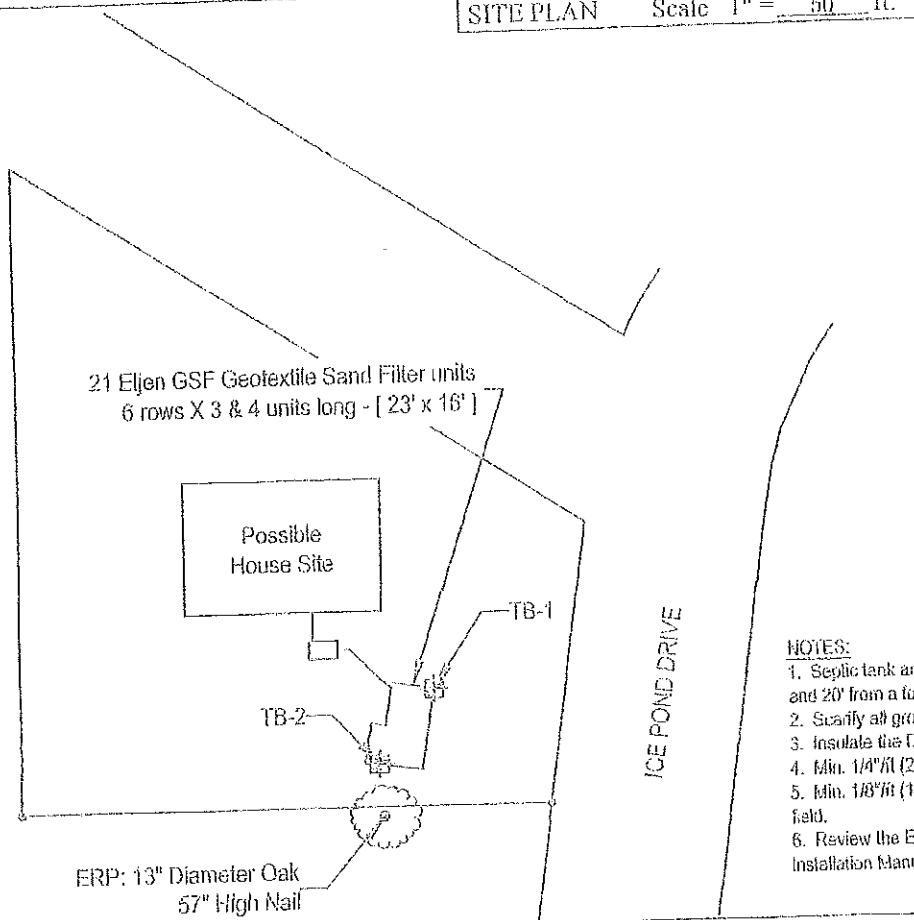 SITE PLAN Scale 1" = 50 ft.
21 Eljen GSF Geotextile Sand Filter units
6 rows X 3 & 4 units long - [ 23' x 16' ]
Possible
House Site
TB-1
TB-2
ICE POND DRIVE
ERP: 13" Diameter Oak
57" High Nail
NOTES:
1. Septic tank
and 20' from a
2. Scarify all
3. Insulate the
4. Min. 1/4"/ft
5. Min. 1/8"/ft
field.
6. Review the
Installation